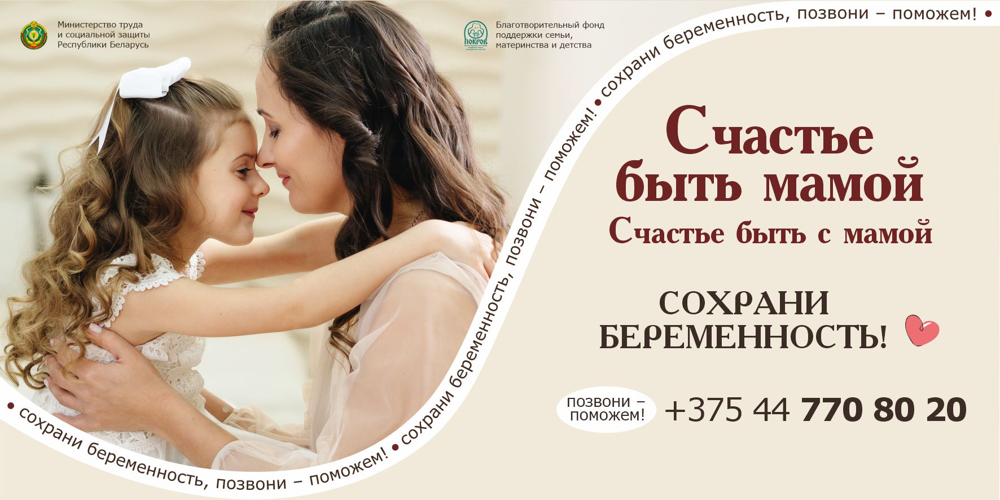 Министерство труда
и социальной защиты
Республики Беларусь
ПОКРОВ
Благотворительный фонд
поддержки семьи,
материнства и детства
• сохрани беременность, позвони – поможем! • сохрани беременность, позвони – поможем! • сохрани беременность, позвони – поможем! •
Счастье
быть мамой
Счастье быть с мамой
СОХРАНИ
БЕРЕМЕННОСТЬ!
позвони –
поможем!
+375 44 770 80 20